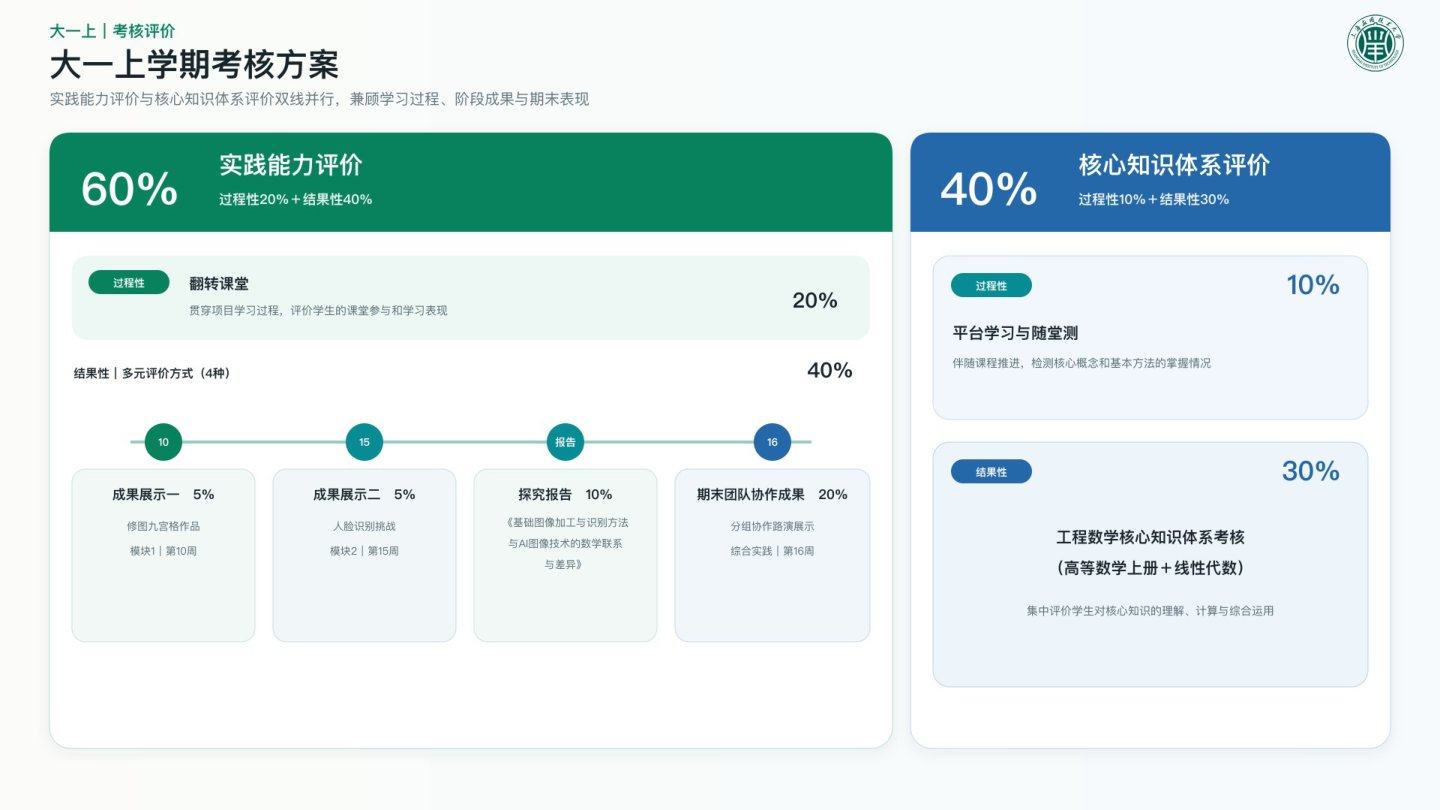 大一上｜考核评价
大一上学期考核方案
实践能力评价与核心知识体系评价双线并行，兼顾学习过程、阶段成果与期末表现
60%
实践能力评价
过程性20%＋结果性40%
过程性
翻转课堂
贯穿项目学习过程，评价学生的课堂参与和学习表现
20%
结果性｜多元评价方式（4种）
40%
10
15
报告
16
成果展示一 5%
修图九宫格作品
模块1｜第10周
成果展示二 5%
人脸识别挑战
模块2｜第15周
探究报告 10%
《基础图像加工与识别方法
与AI图像技术的数学联系
与差异》
期末团队协作成果 20%
分组协作路演展示
综合实践｜第16周
40%
核心知识体系评价
过程性10%＋结果性30%
过程性
10%
平台学习与随堂测
伴随课程推进，检测核心概念和基本方法的掌握情况
结果性
30%
工程数学核心知识体系考核
（高等数学上册＋线性代数）
集中评价学生对核心知识的理解、计算与综合运用